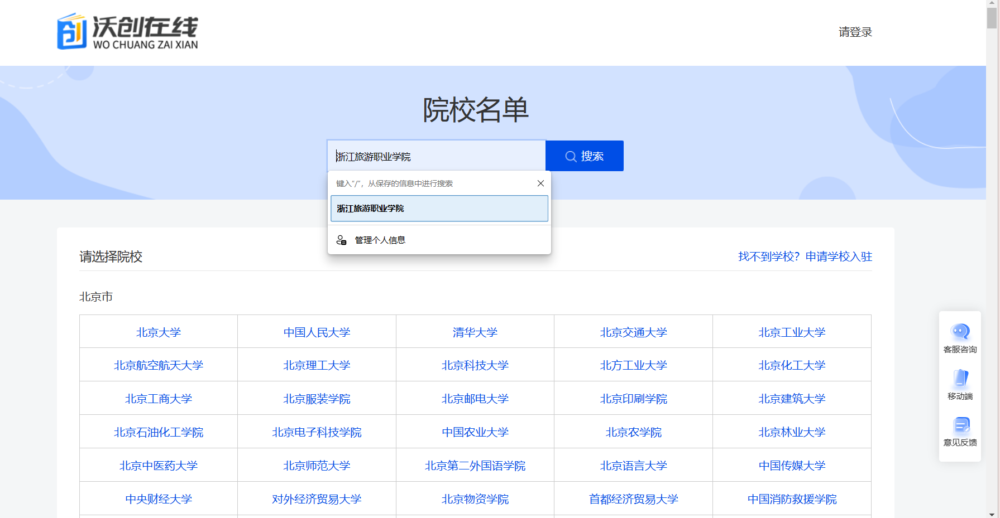 创 沃创在线
WO CHUANG ZAI XIAN
请登录
院校名单
浙江旅游职业学院
搜索
键入“/”，从保存的信息中进行搜索
浙江旅游职业学院
管理个人信息
请选择院校
找不到学校？申请学校入驻
北京市
北京大学 中国人民大学 清华大学 北京交通大学 北京工业大学
北京航空航天大学 北京理工大学 北京科技大学 北方工业大学 北京化工大学
北京工商大学 北京服装学院 北京邮电大学 北京印刷学院 北京建筑大学
北京石油化工学院 北京电子科技学院 中国农业大学 北京农学院 北京林业大学
北京中医药大学 北京师范大学 北京第二外国语学院 北京语言大学 中国传媒大学
中央财经大学 对外经济贸易大学 北京物资学院 首都经济贸易大学 中国消防救援学院
客服咨询
移动端
意见反馈